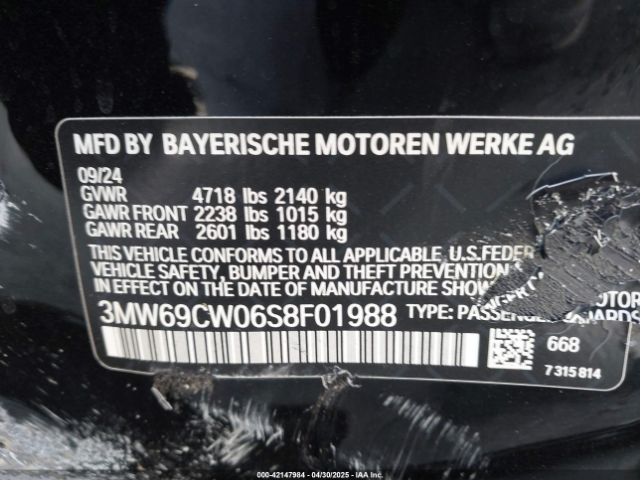 MFD BY BAYERISCHE MOTOREN WERKE AG
09/24
GVWR 4718 lbs 2140 kg
GAWR FRONT 2238 lbs 1015 kg
GAWR REAR 2601 lbs 1180 kg
THIS VEHICLE CONFORMS TO ALL APPLICABLE U.S. FEDER
VEHICLE SAFETY, BUMPER AND THEFT PREVENTION MOTOR
IN EFFECT ON THE DATE OF MANUFACTURE SHOW
3MW69CW06S8F01988 TYPE: PASSENGE
668
7 315 814
000-42147984 - 04/30/2025 - Copyright IAA, Inc.